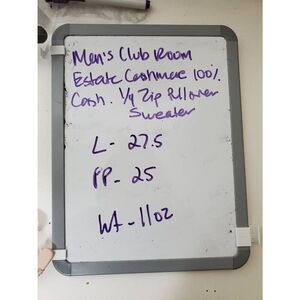 Men's Club Room
Estate Cashmere 100%
Cash. 1/4 Zip Pullover
Sweater
L - 27.5
PP - 25
Wt - 11oz